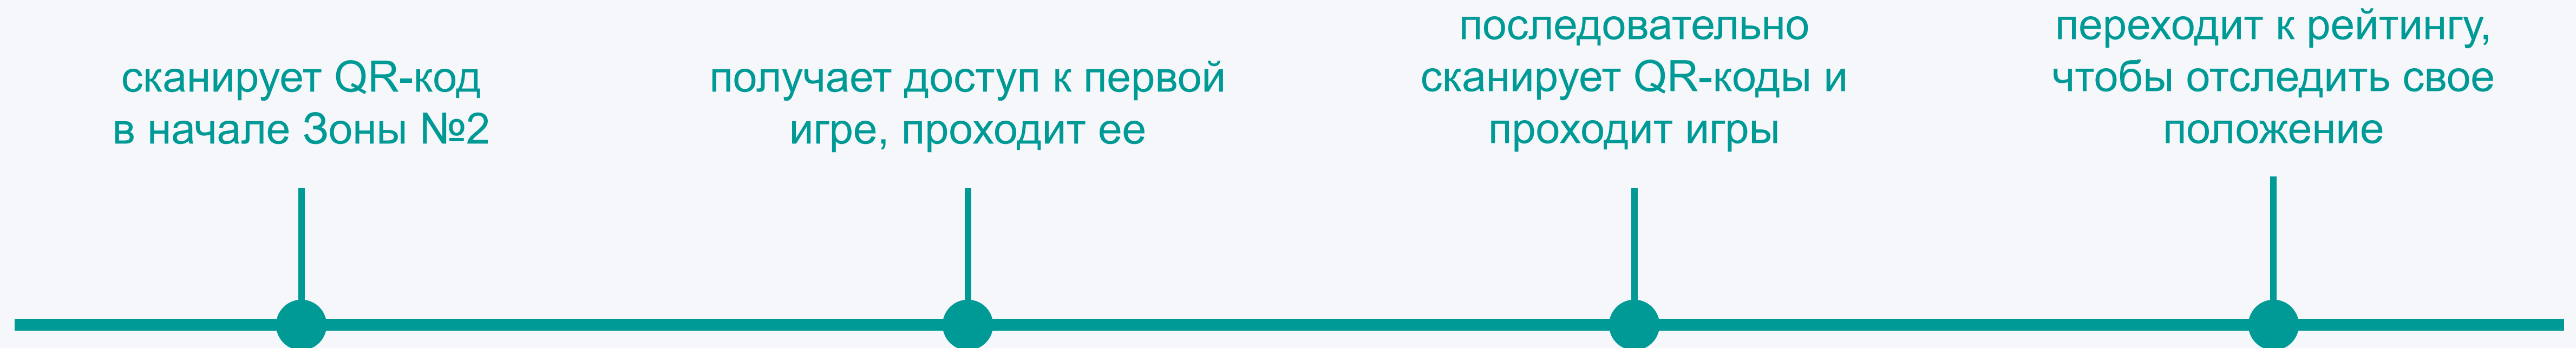 сканирует QR-код
в начале Зоны №2
получает доступ к первой
игре, проходит ее
последовательно
сканирует QR-коды и
проходит игры
переходит к рейтингу,
чтобы отследить свое
положение